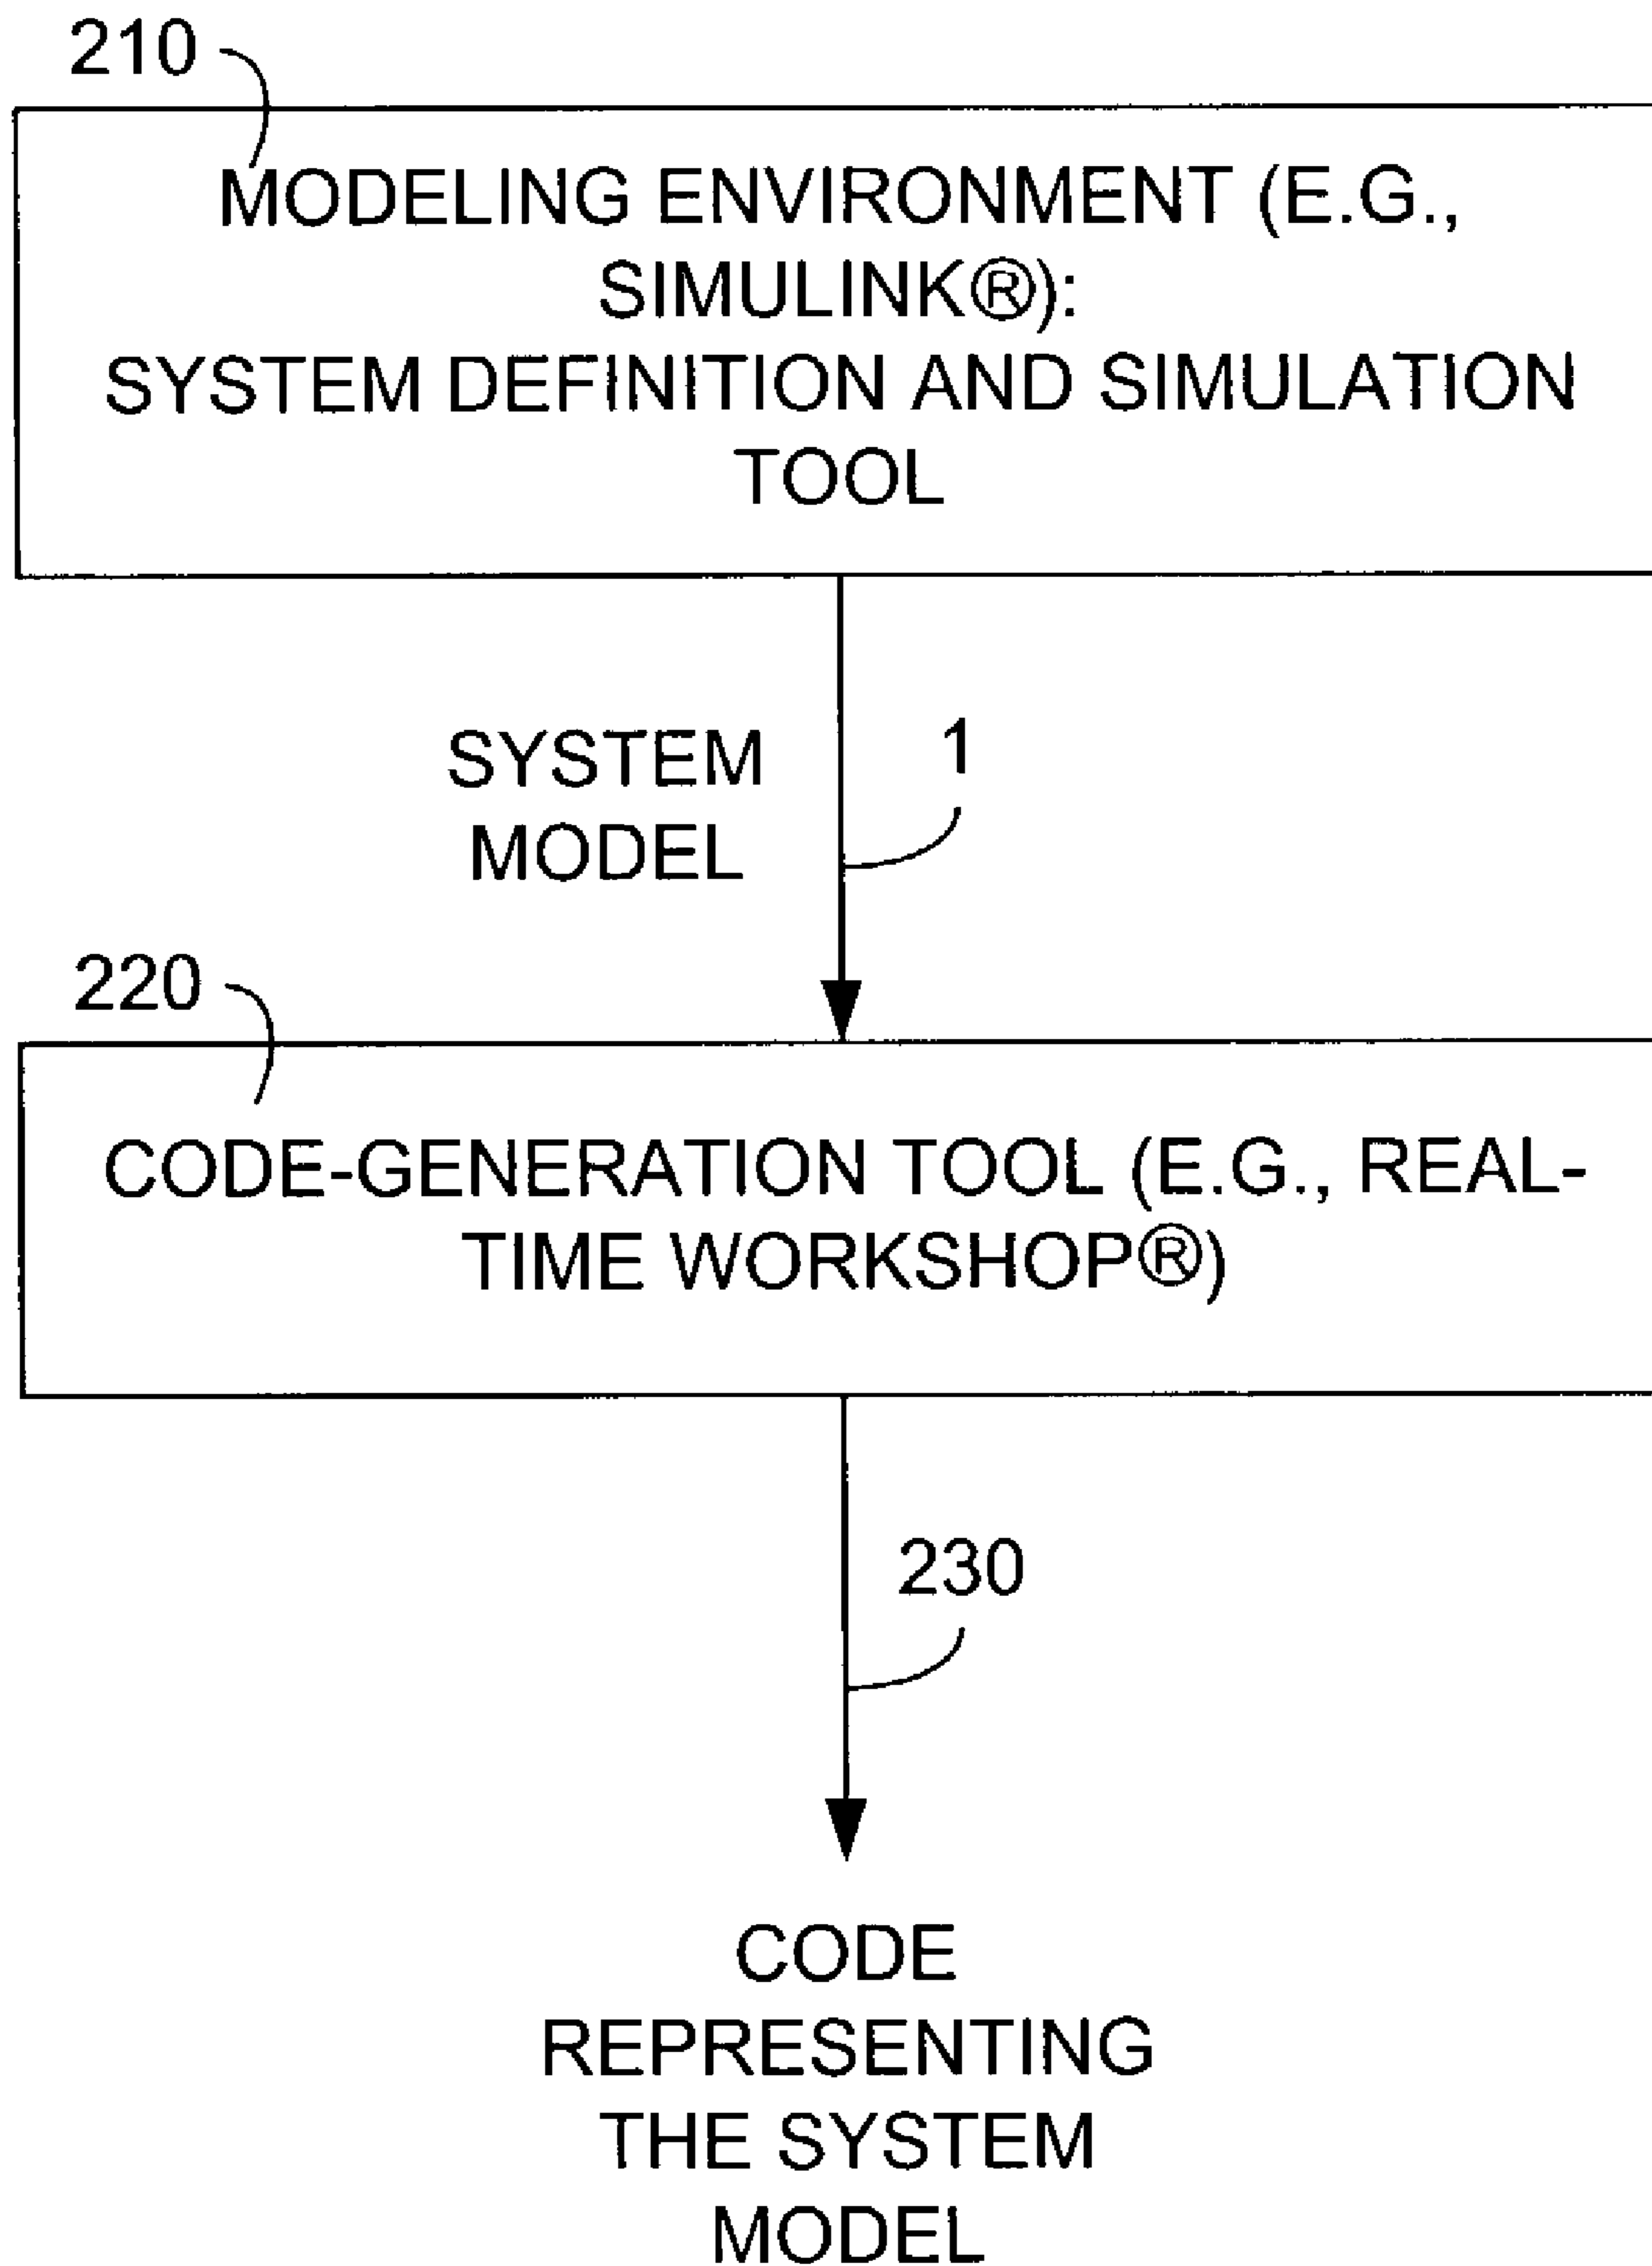 210
MODELING ENVIRONMENT (E.G.,
SIMULINK®):
SYSTEM DEFINITION AND SIMULATION
TOOL
SYSTEM
MODEL
1
220
CODE-GENERATION TOOL (E.G., REAL-
TIME WORKSHOP®)
230
CODE
REPRESENTING
THE SYSTEM
MODEL